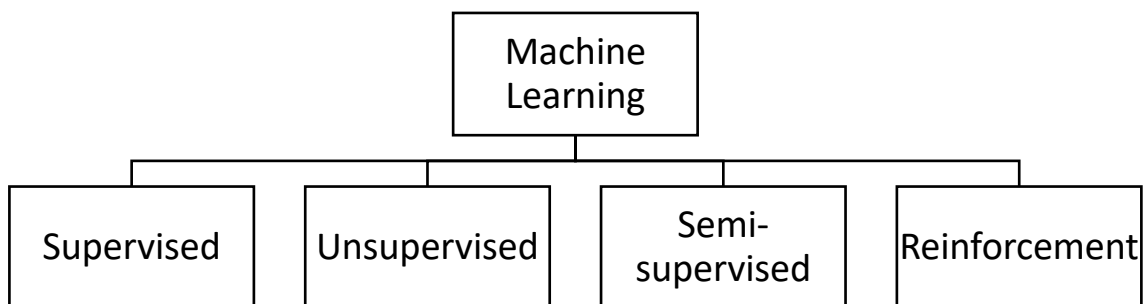 Machine
Learning
Supervised
Unsupervised
Semi-
supervised
Reinforcement